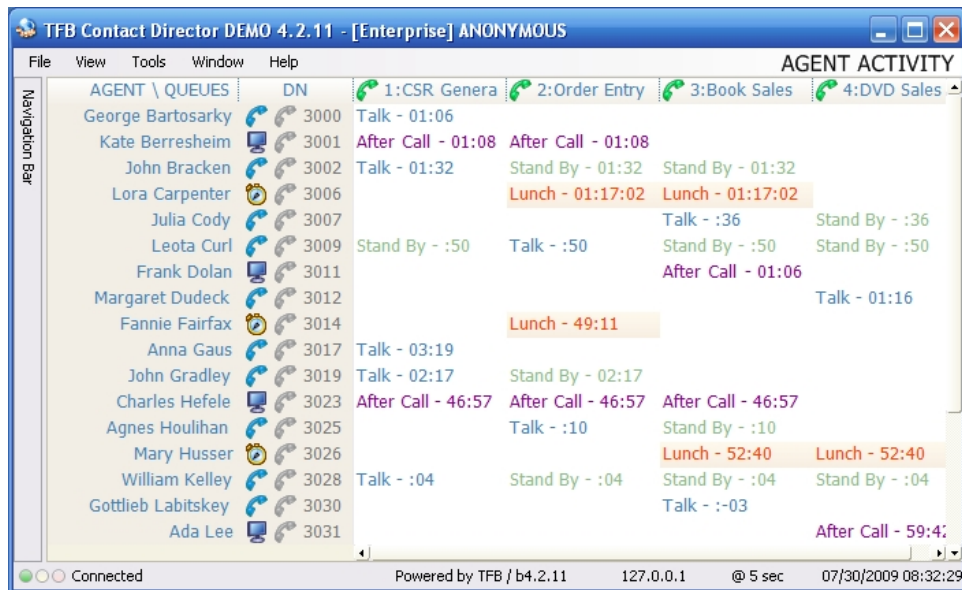 TFB Contact Director DEMO 4.2.11 - [Enterprise] ANONYMOUS
File View Tools Window Help AGENT ACTIVITY
Navigation Bar
AGENT \ QUEUES DN 1:CSR Genera 2:Order Entry 3:Book Sales 4:DVD Sales
George Bartosarky 3000 Talk - 01:06
Kate Berresheim 3001 After Call - 01:08 After Call - 01:08
John Bracken 3002 Talk - 01:32 Stand By - 01:32 Stand By - 01:32
Lora Carpenter 3006 Lunch - 01:17:02 Lunch - 01:17:02
Julia Cody 3007 Talk - :36 Stand By - :36
Leota Curl 3009 Stand By - :50 Talk - :50 Stand By - :50 Stand By - :50
Frank Dolan 3011 After Call - 01:06
Margaret Dudeck 3012 Talk - 01:16
Fannie Fairfax 3014 Lunch - 49:11
Anna Gaus 3017 Talk - 03:19
John Gradley 3019 Talk - 02:17 Stand By - 02:17
Charles Hefele 3023 After Call - 46:57 After Call - 46:57 After Call - 46:57
Agnes Houlihan 3025 Talk - :10 Stand By - :10
Mary Husser 3026 Lunch - 52:40 Lunch - 52:40
William Kelley 3028 Talk - :04 Stand By - :04 Stand By - :04 Stand By - :04
Gottlieb Labitskey 3030 Talk - :-03
Ada Lee 3031 After Call - 59:42
Connected Powered by TFB / b4.2.11 127.0.0.1 @ 5 sec 07/30/2009 08:32:29